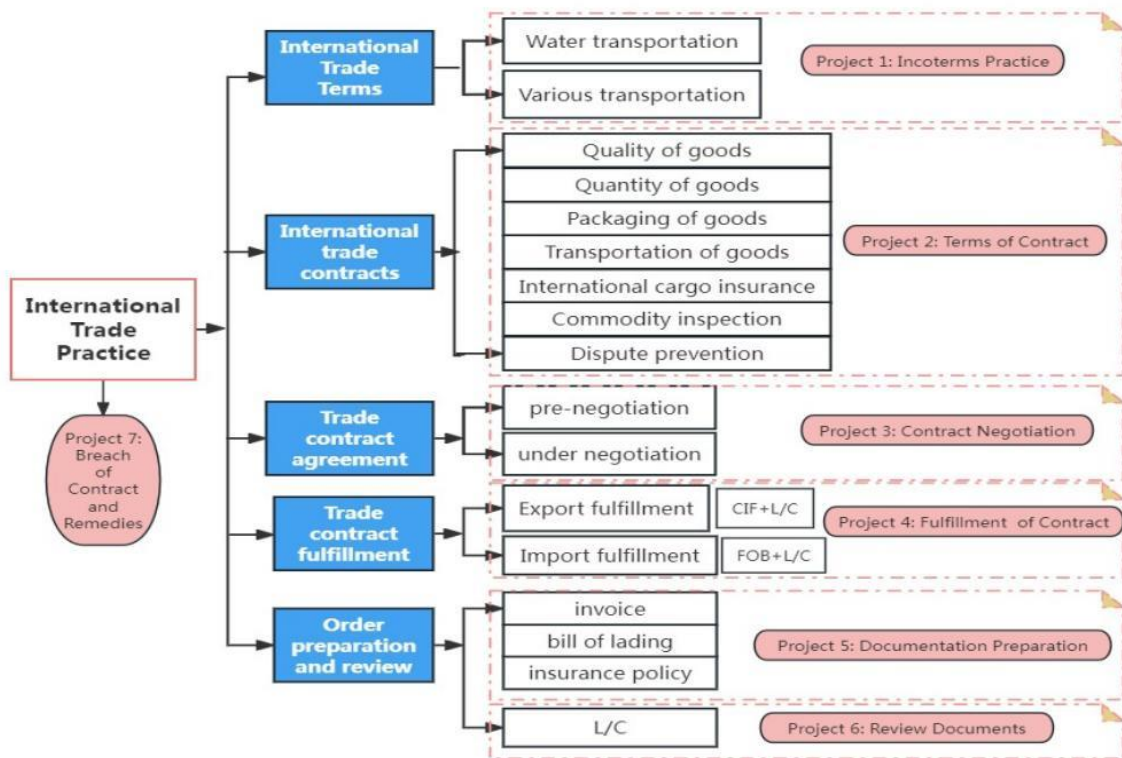 International
Trade
Practice
Project 7:
Breach
of
Contract
and
Remedies
International
Trade
Terms
Water transportation
Various transportation
Project 1: Incoterms Practice
International
trade
contracts
Quality of goods
Quantity of goods
Packaging of goods
Transportation of goods
International cargo insurance
Commodity inspection
Dispute prevention
Project 2: Terms of Contract
Trade
contract
agreement
pre-negotiation
under negotiation
Project 3: Contract Negotiation
Trade
contract
fulfillment
Export fulfillment
CIF+L/C
Import fulfillment
FOB+L/C
Project 4: Fulfillment of Contract
Order
preparation
and review
invoice
bill of lading
insurance policy
Project 5: Documentation Preparation
L/C
Project 6: Review Documents